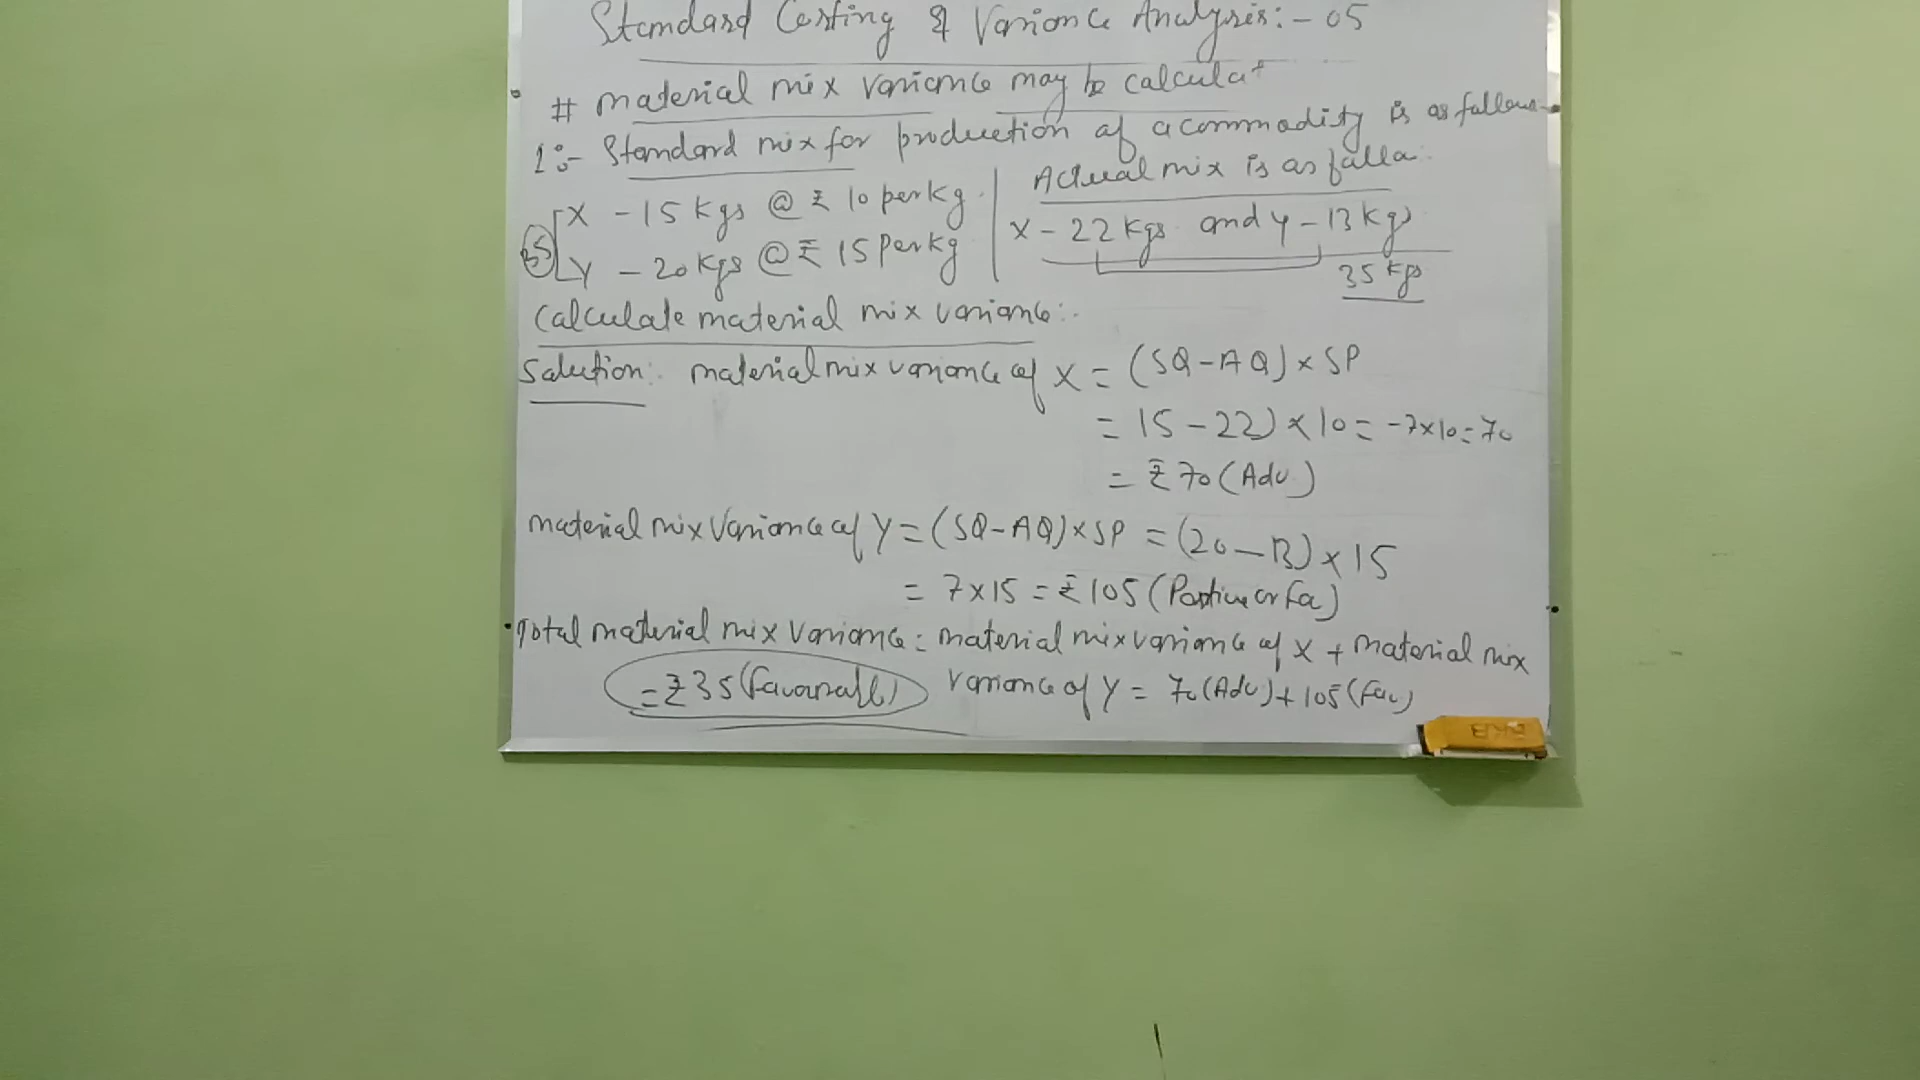 Standard Costing & Variance Analysis:- 05
# material mix variance may be calculat
1:- Standard mix for production of a commodity is as follows
X - 15 kgs @ ₹ 10 per kg
Y - 20 kgs @ ₹ 15 per kg
35
Actual mix is as follo
X - 22 kgs and Y - 13 kgs
35 kgs
Calculate material mix variance:-
Solution: material mix variance of X = (SQ - AQ) × SP
= 15 - 22) × 10 = -7×10 = 70
= ₹ 70 (Adv.)
material mix variance of Y = (SQ - AQ) × SP = (20 - 13) × 15
= 7 × 15 = ₹ 105 (Positive or Fa)
Total material mix variance = material mix variance of X + material mix
variance of Y = 70 (Adv.) + 105 (Fav)
= ₹ 35 (Favourable)